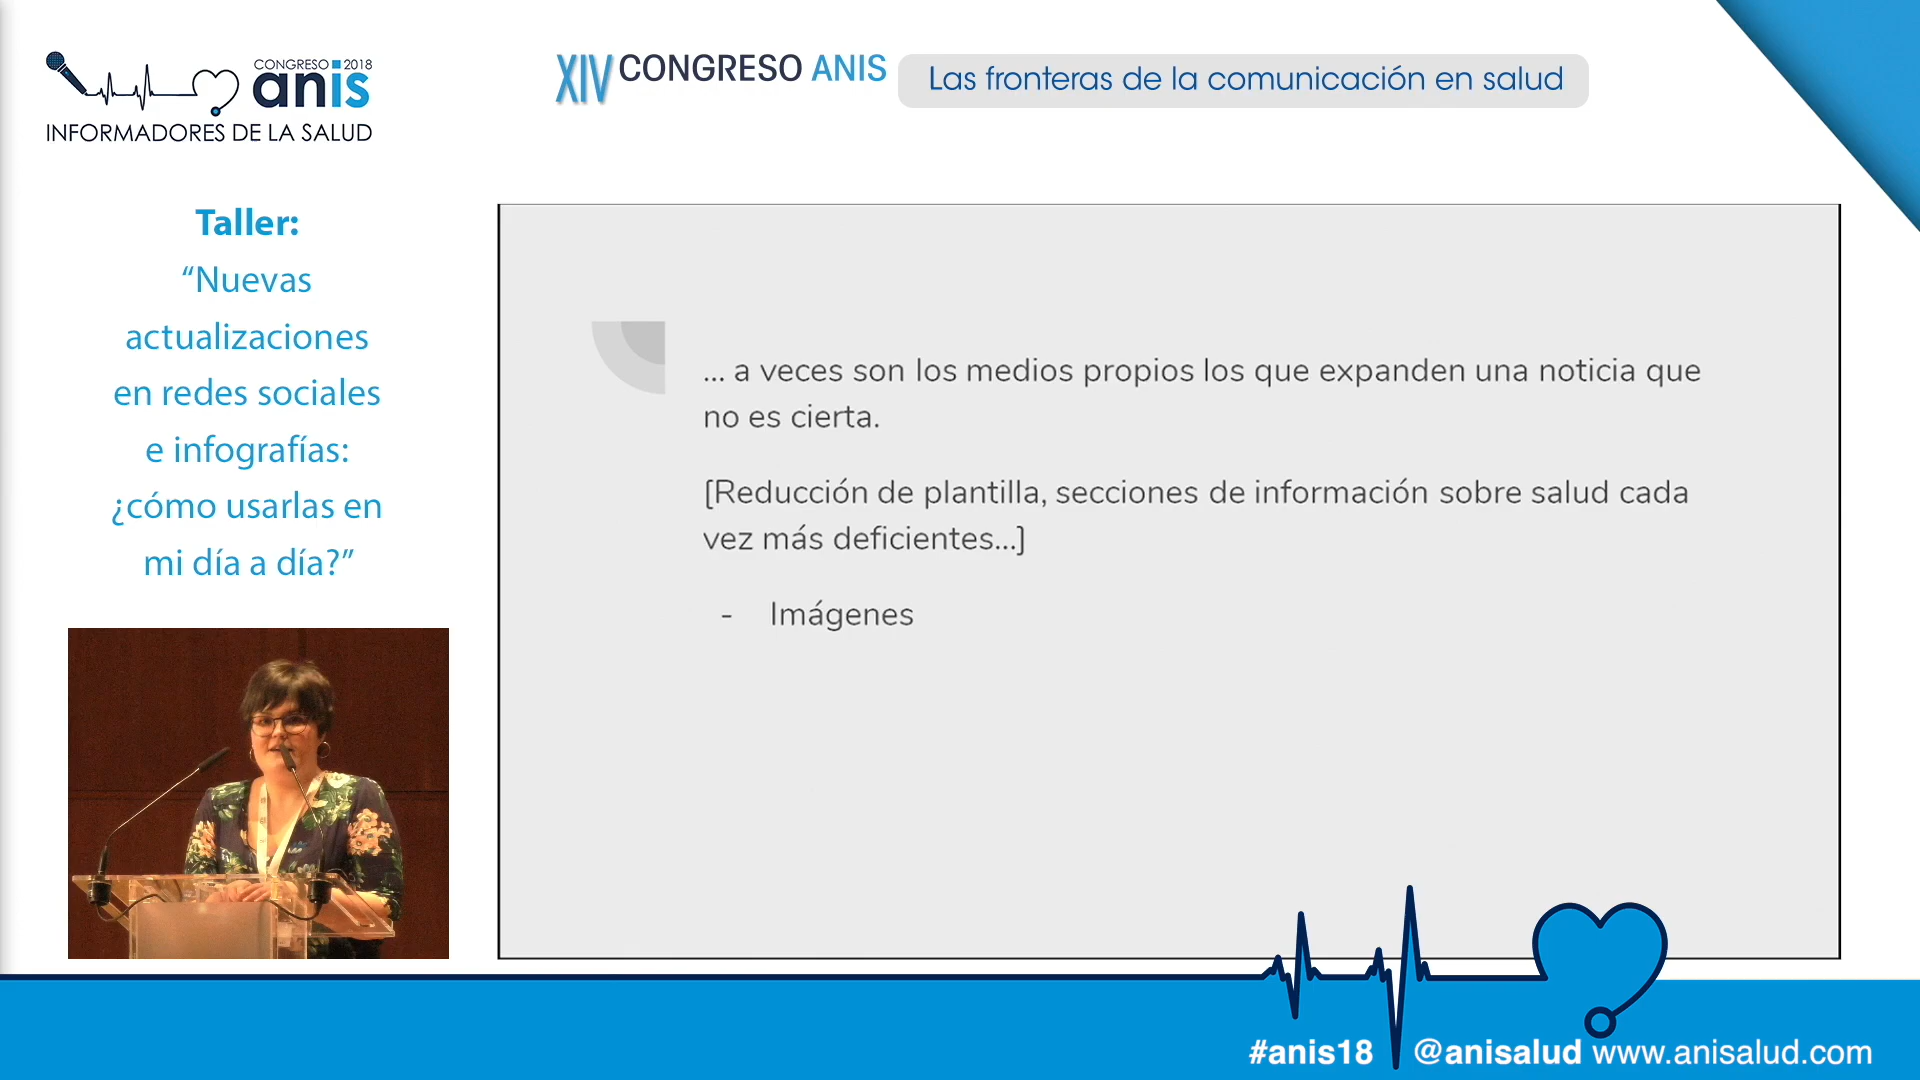 CONGRESO 2018
anis
INFORMADORES DE LA SALUD
XIV CONGRESO ANIS
Las fronteras de la comunicación en salud
Taller:
“Nuevas
actualizaciones
en redes sociales
e infografías:
¿cómo usarlas en
mi día a día?”
... a veces son los medios propios los que expanden una noticia que
no es cierta.
[Reducción de plantilla, secciones de información sobre salud cada
vez más deficientes...]
- Imágenes
#anis18
@anisalud www.anisalud.com